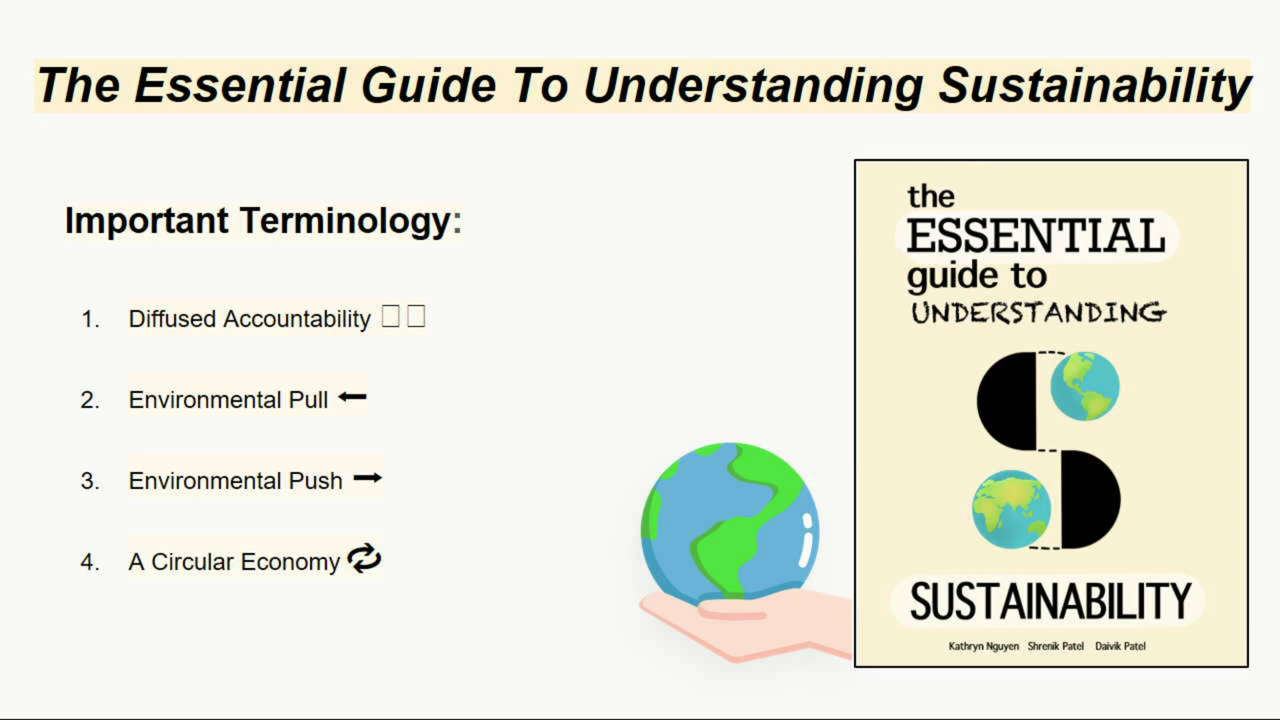 The Essential Guide To Understanding Sustainability
Important Terminology:
1. Diffused Accountability
2. Environmental Pull ←
3. Environmental Push →
4. A Circular Economy
the
ESSENTIAL
guide to
UNDERSTANDING
SUSTAINABILITY
Kathryn Nguyen Shrenik Patel Daivik Patel